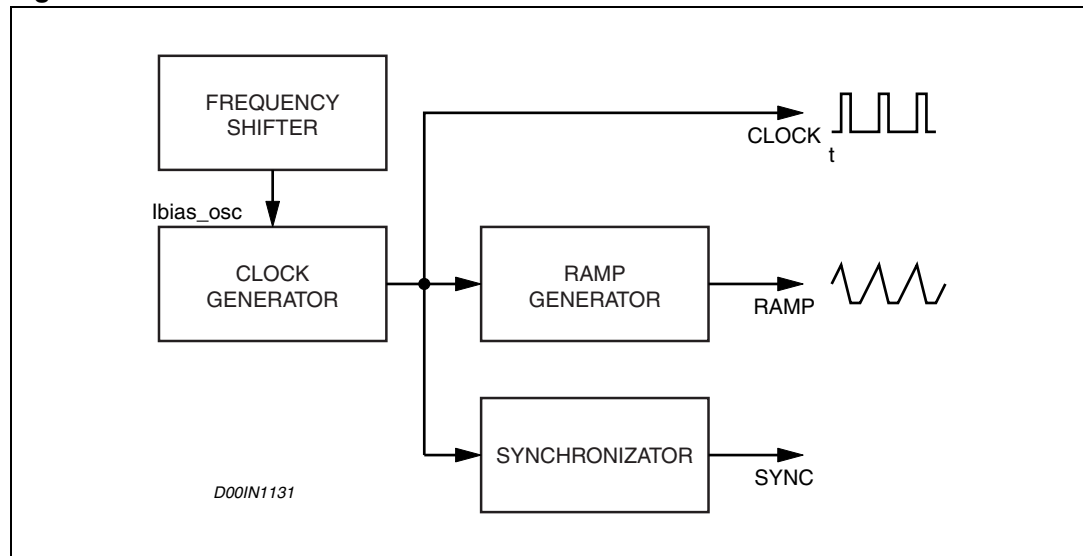 FREQUENCY
SHIFTER
CLOCK
t
Ibias_osc
CLOCK
GENERATOR
RAMP
GENERATOR
RAMP
SYNCHRONIZATOR
SYNC
D00IN1131